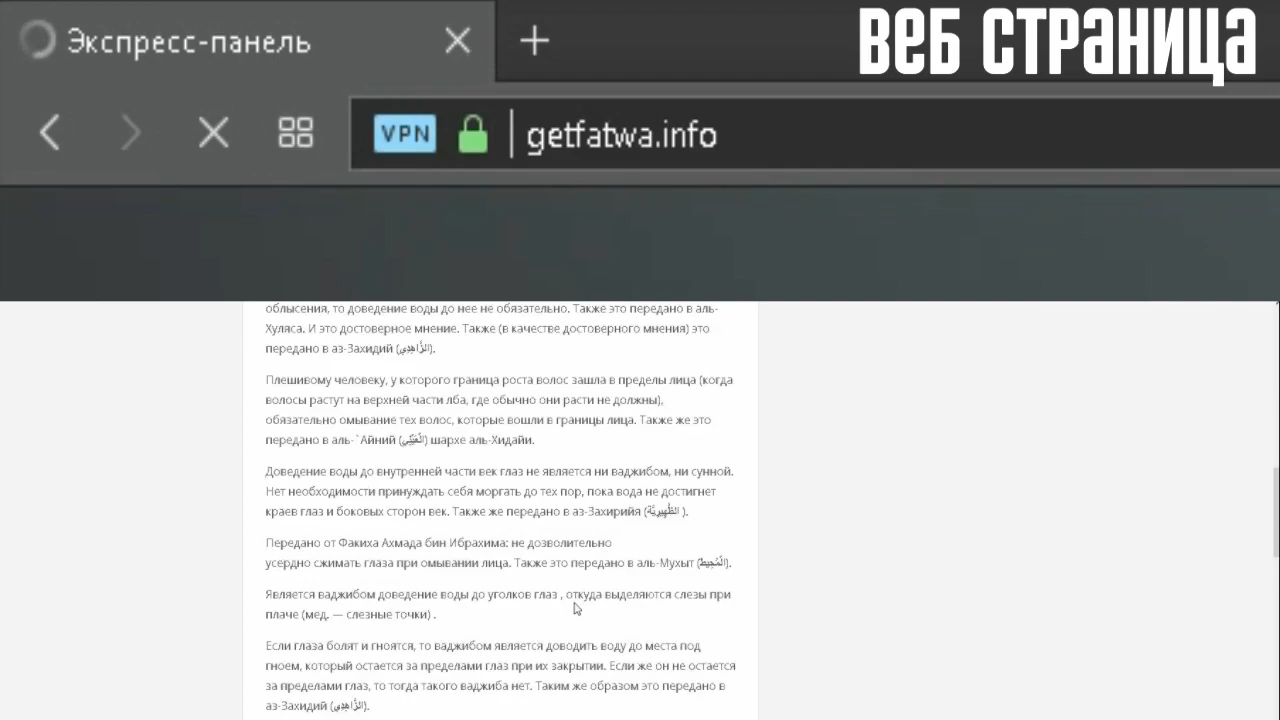 Экспресс-панель
ВЕБ СТРАНИЦА
VPN getfatwa.info
облысения, то доведение воды до нее не обязательно. Также это передано в аль-
Хуляса. И это достоверное мнение. Также (в качестве достоверного мнения) это
передано в аз-Захидий (الزَّاهِدِي).
Плешивому человеку, у которого граница роста волос зашла в пределы лица (когда
волосы растут на верхней части лба, где обычно они расти не должны),
обязательно омывание тех волос, которые вошли в границы лица. Также же это
передано в аль-`Айний (الْعَيْنِي) шархе аль-Хидайи.
Доведение воды до внутренней части век глаз не является ни ваджибом, ни сунной.
Нет необходимости принуждать себя моргать до тех пор, пока вода не достигнет
краев глаз и боковых сторон век. Также же передано в аз-Захирийя (الظَّهِيرِيَّة ).
Передано от Факиха Ахмада бин Ибрахима: не дозволительно
усердно сжимать глаза при омывании лица. Также это передано в аль-Мухыт (الْمُحِيط).
Является ваджибом доведение воды до уголков глаз , откуда выделяются слезы при
плаче (мед. — слезные точки) .
Если глаза болят и гноятся, то ваджибом является доводить воду до места под
гноем, который остается за пределами глаз при их закрытии. Если же он не остается
за пределами глаз, то тогда такого ваджиба нет. Таким же образом это передано в
аз-Захидий (الزَّاهِدِي).